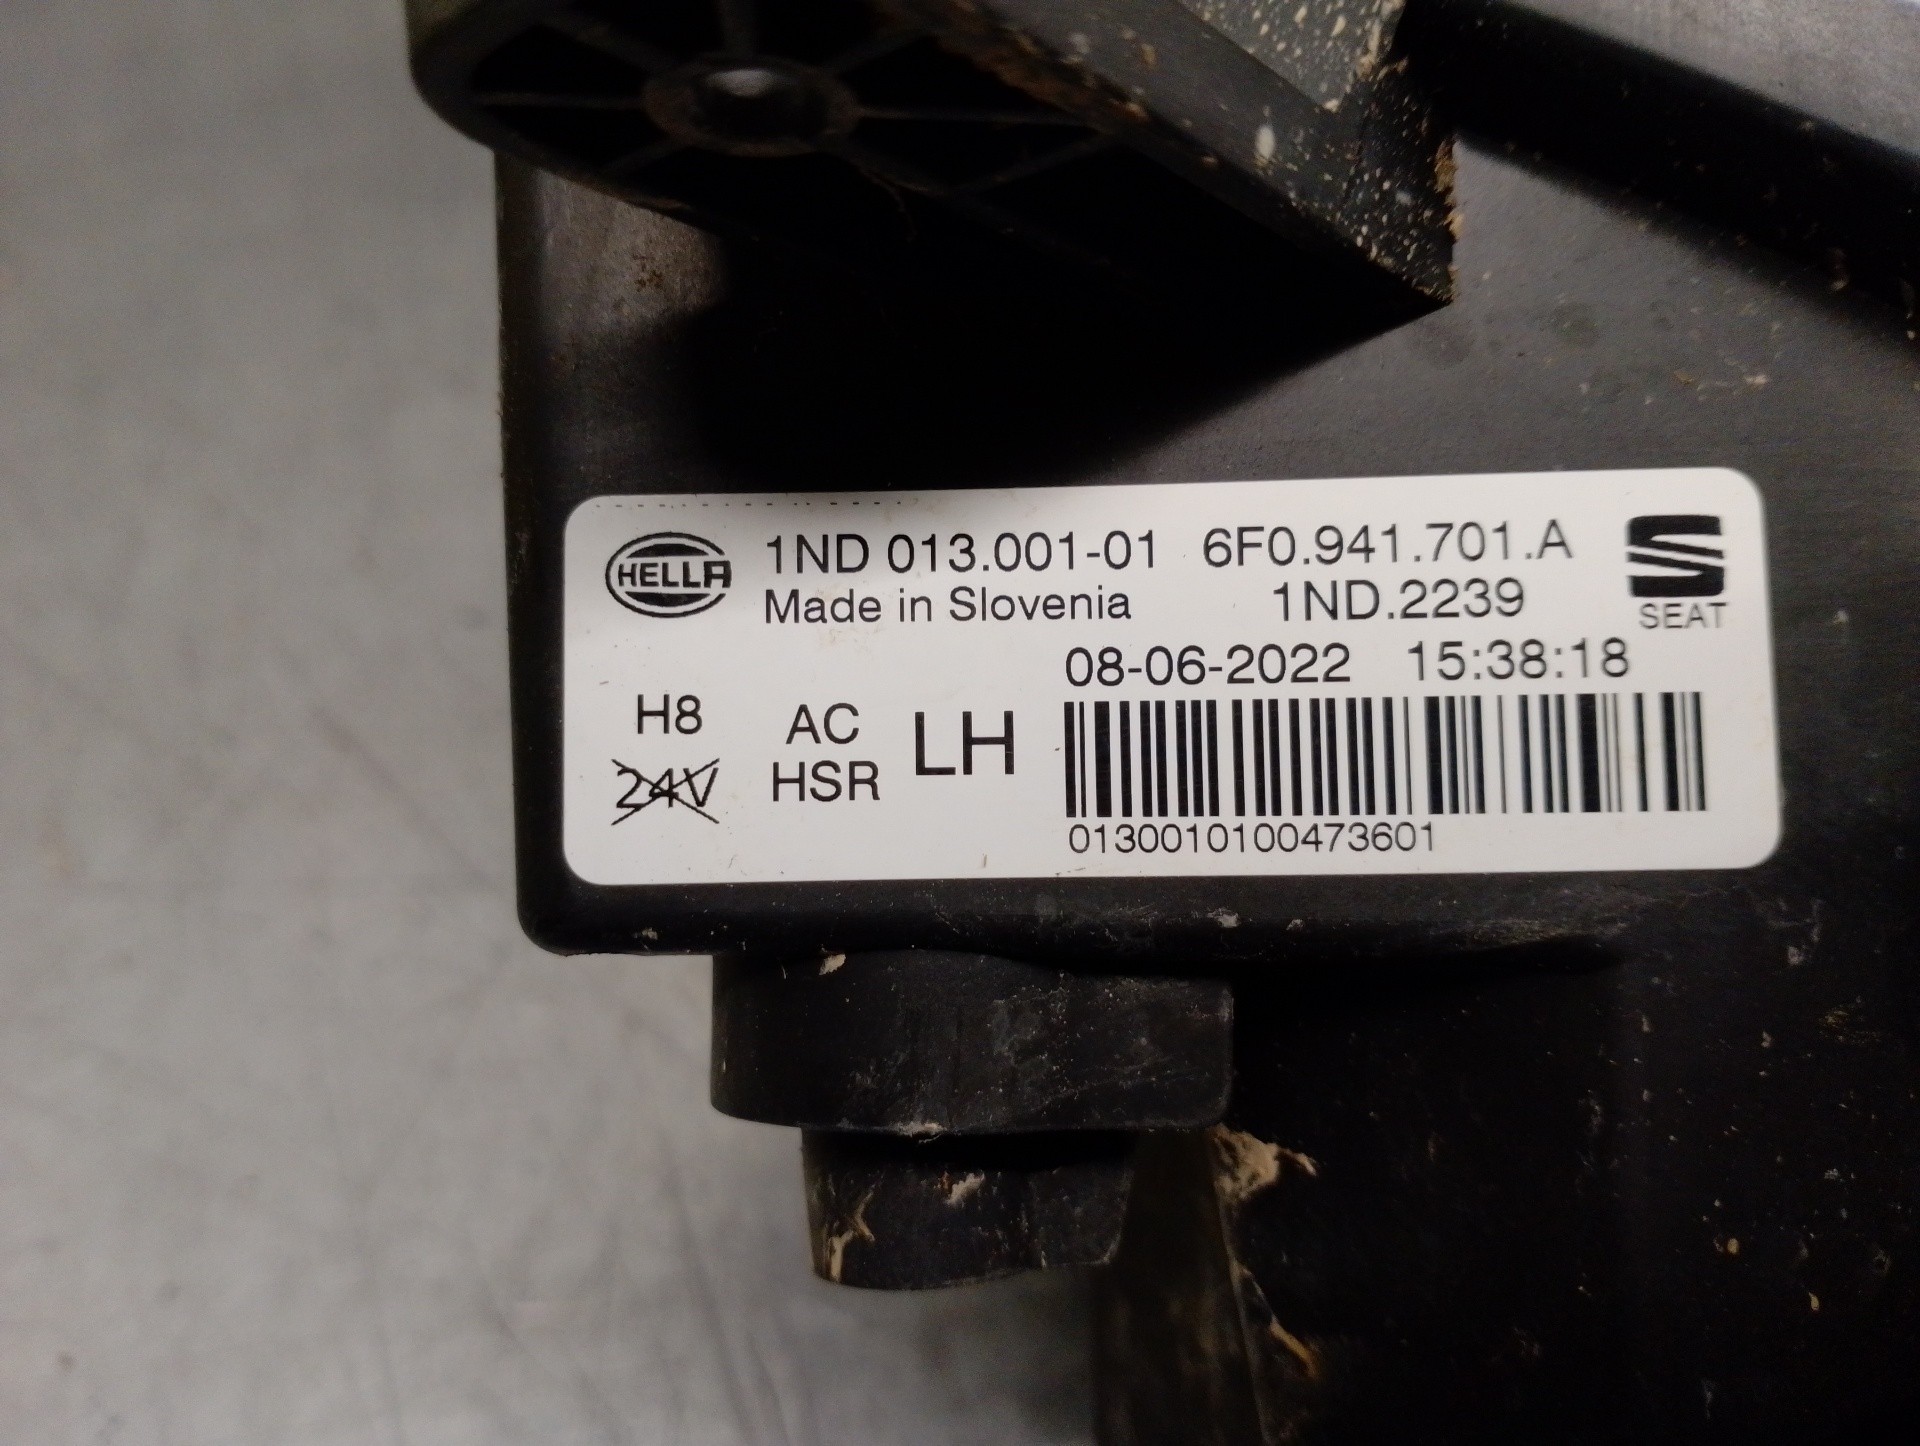 HELLA 1ND 013.001-01 6F0.941.701.A
Made in Slovenia 1ND.2239
SEAT
08-06-2022 15:38:18
H8 AC LH
24V HSR
0130010100473601